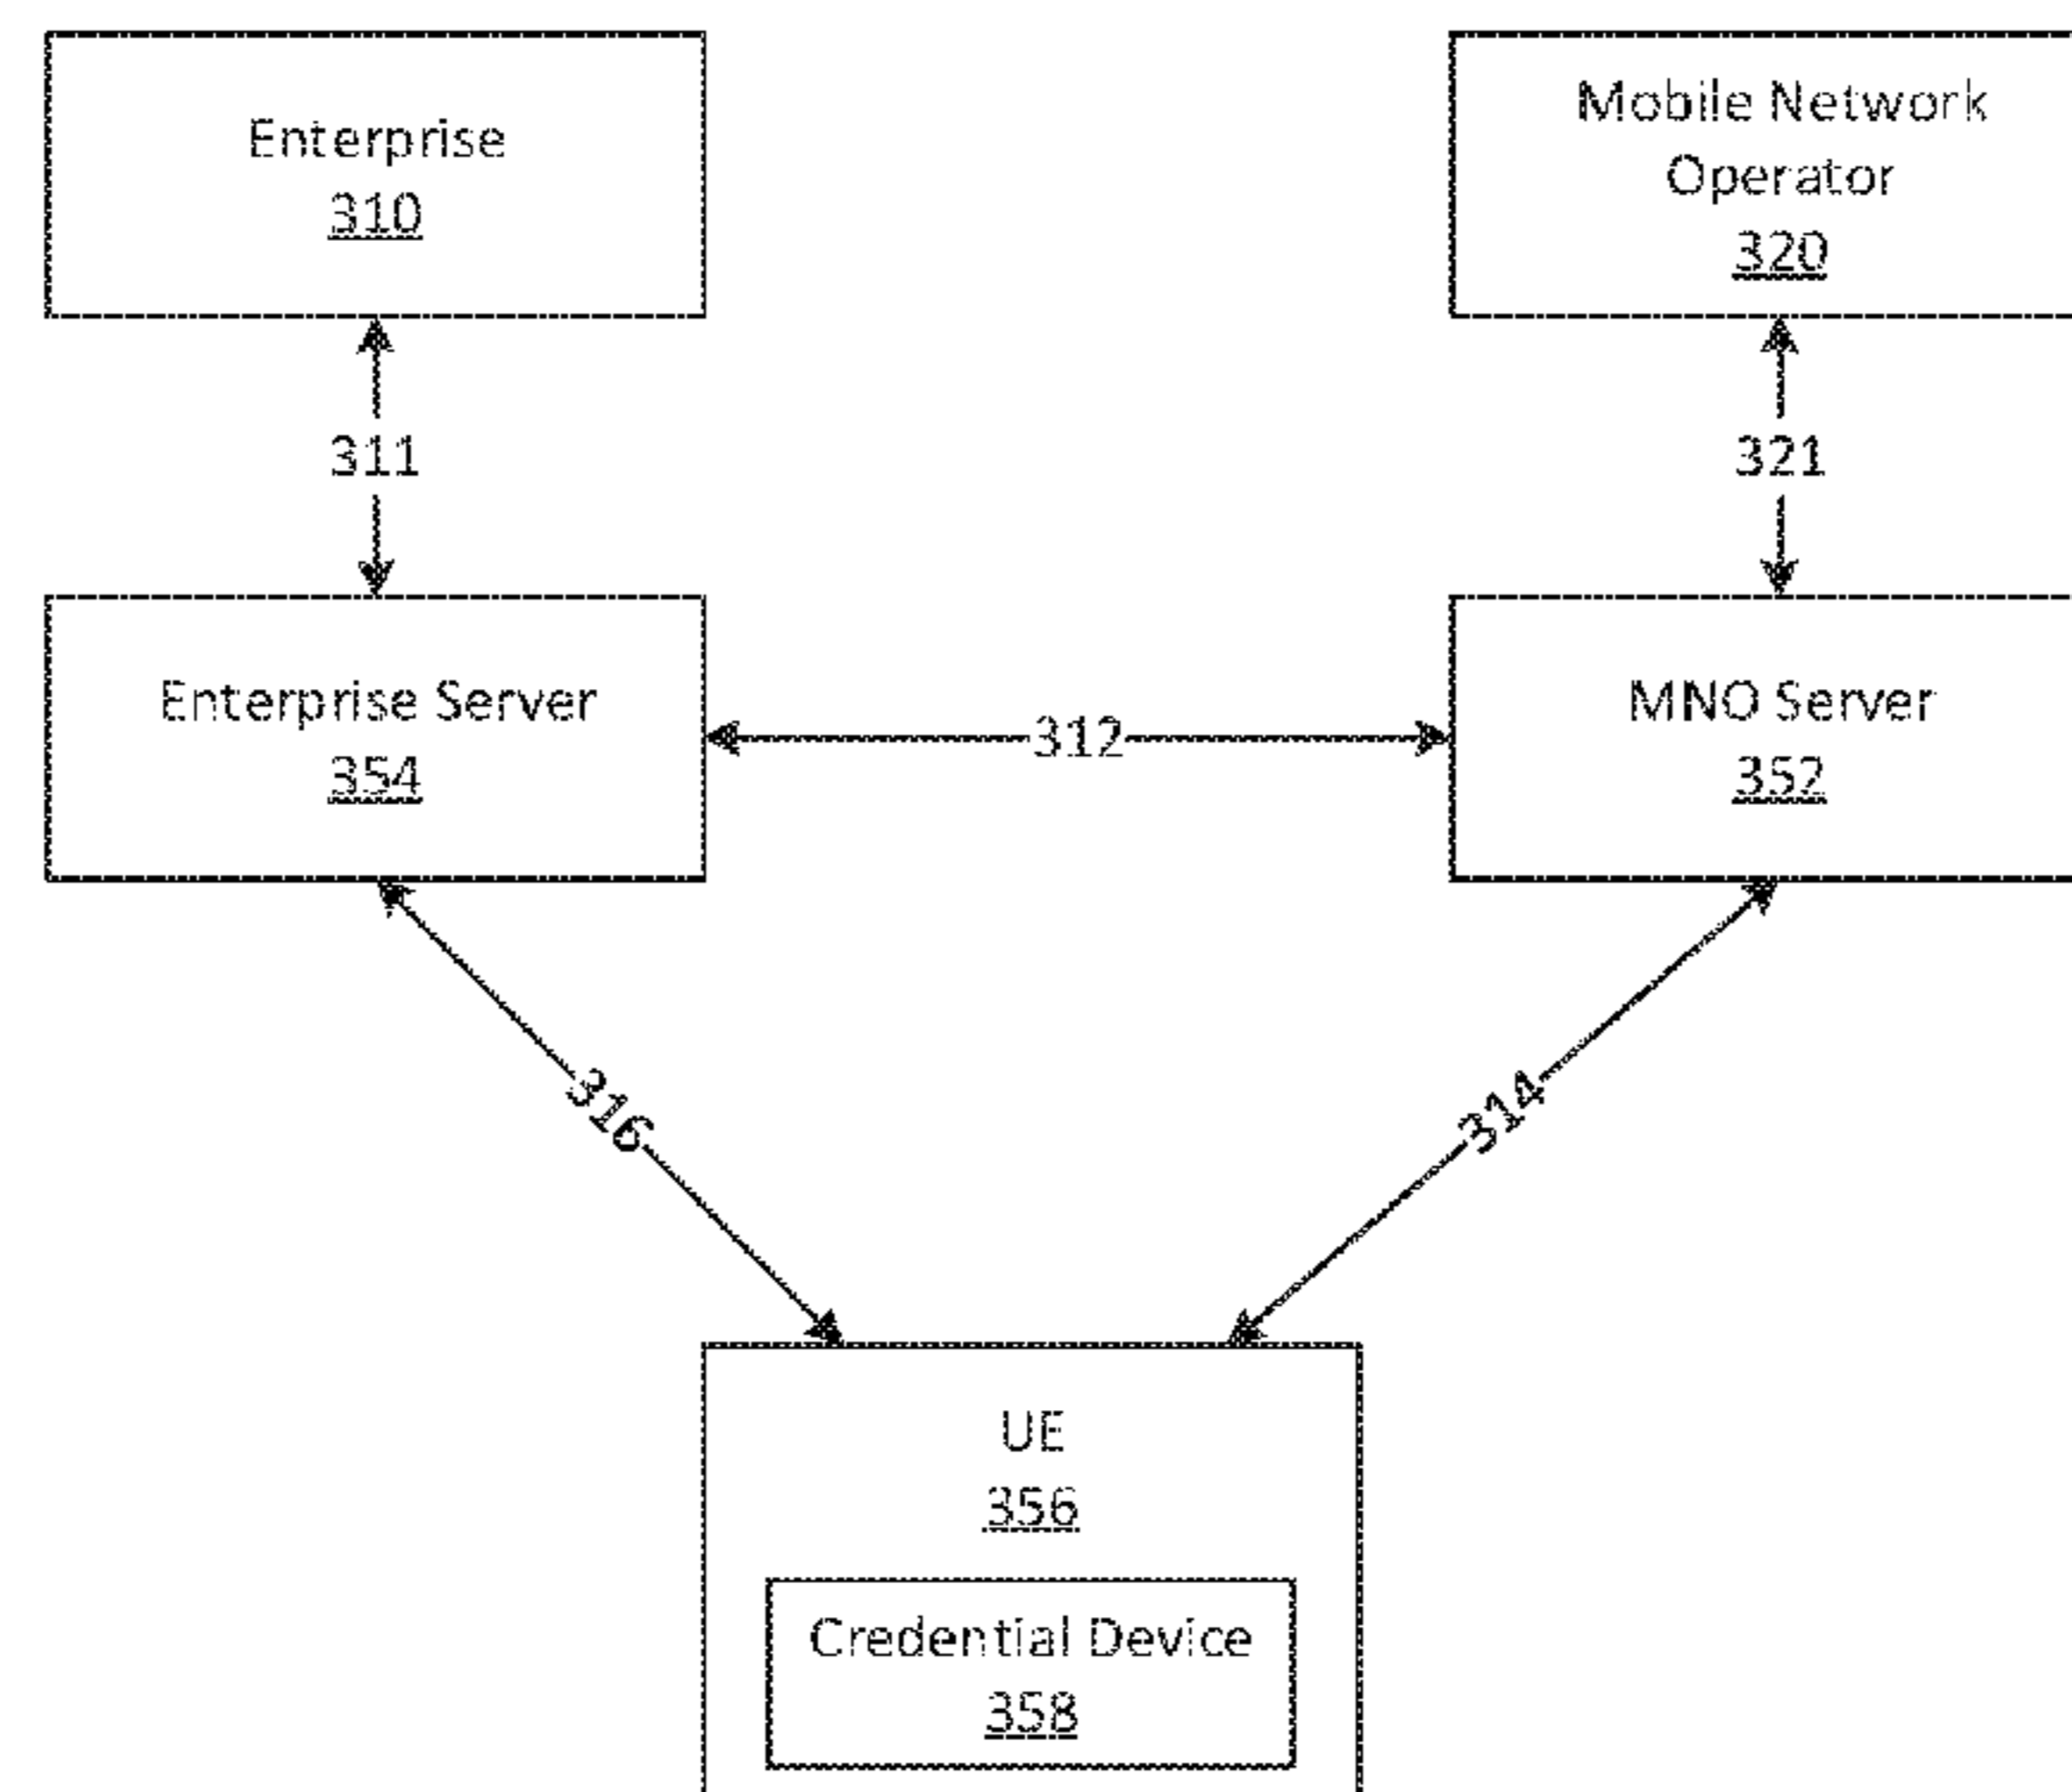 Enterprise
310
Mobile Network
Operator
320
311
321
Enterprise Server
354
312
MNO Server
352
316
314
UE
356
Credential Device
358